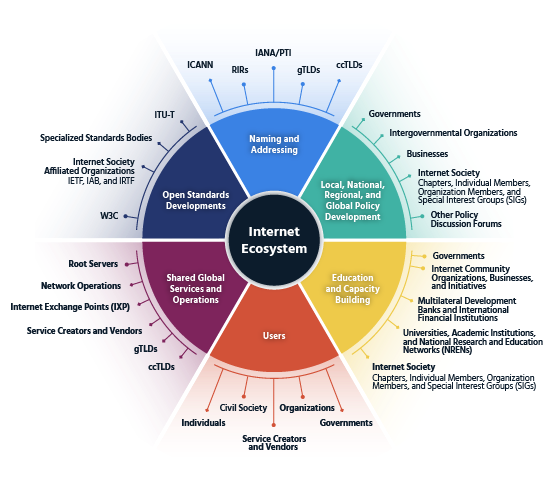 IANA/PTI
ICANN
RIRs
gTLDs
ccTLDs
Naming and
Addressing
Governments
Intergovernmental Organizations
Businesses
Internet Society
Chapters, Individual Members,
Organization Members, and
Special Interest Groups (SIGs)
Other Policy
Discussion Forums
Local, National,
Regional, and
Global Policy
Development
ITU-T
Specialized Standards Bodies
Internet Society
Affiliated Organizations
IETF, IAB, and IRTF
W3C
Open Standards
Developments
Internet
Ecosystem
Root Servers
Network Operations
Internet Exchange Points (IXP)
Service Creators and Vendors
gTLDs
ccTLDs
Shared Global
Services and
Operations
Education
and Capacity
Building
Governments
Internet Community
Organizations, Businesses,
and Initiatives
Multilateral Development
Banks and International
Financial Institutions
Universities, Academic Institutions,
and National Research and Education
Networks (NRENs)
Internet Society
Chapters, Individual Members, Organization
Members, and Special Interest Groups (SIGs)
Users
Individuals
Civil Society
Service Creators
and Vendors
Organizations
Governments